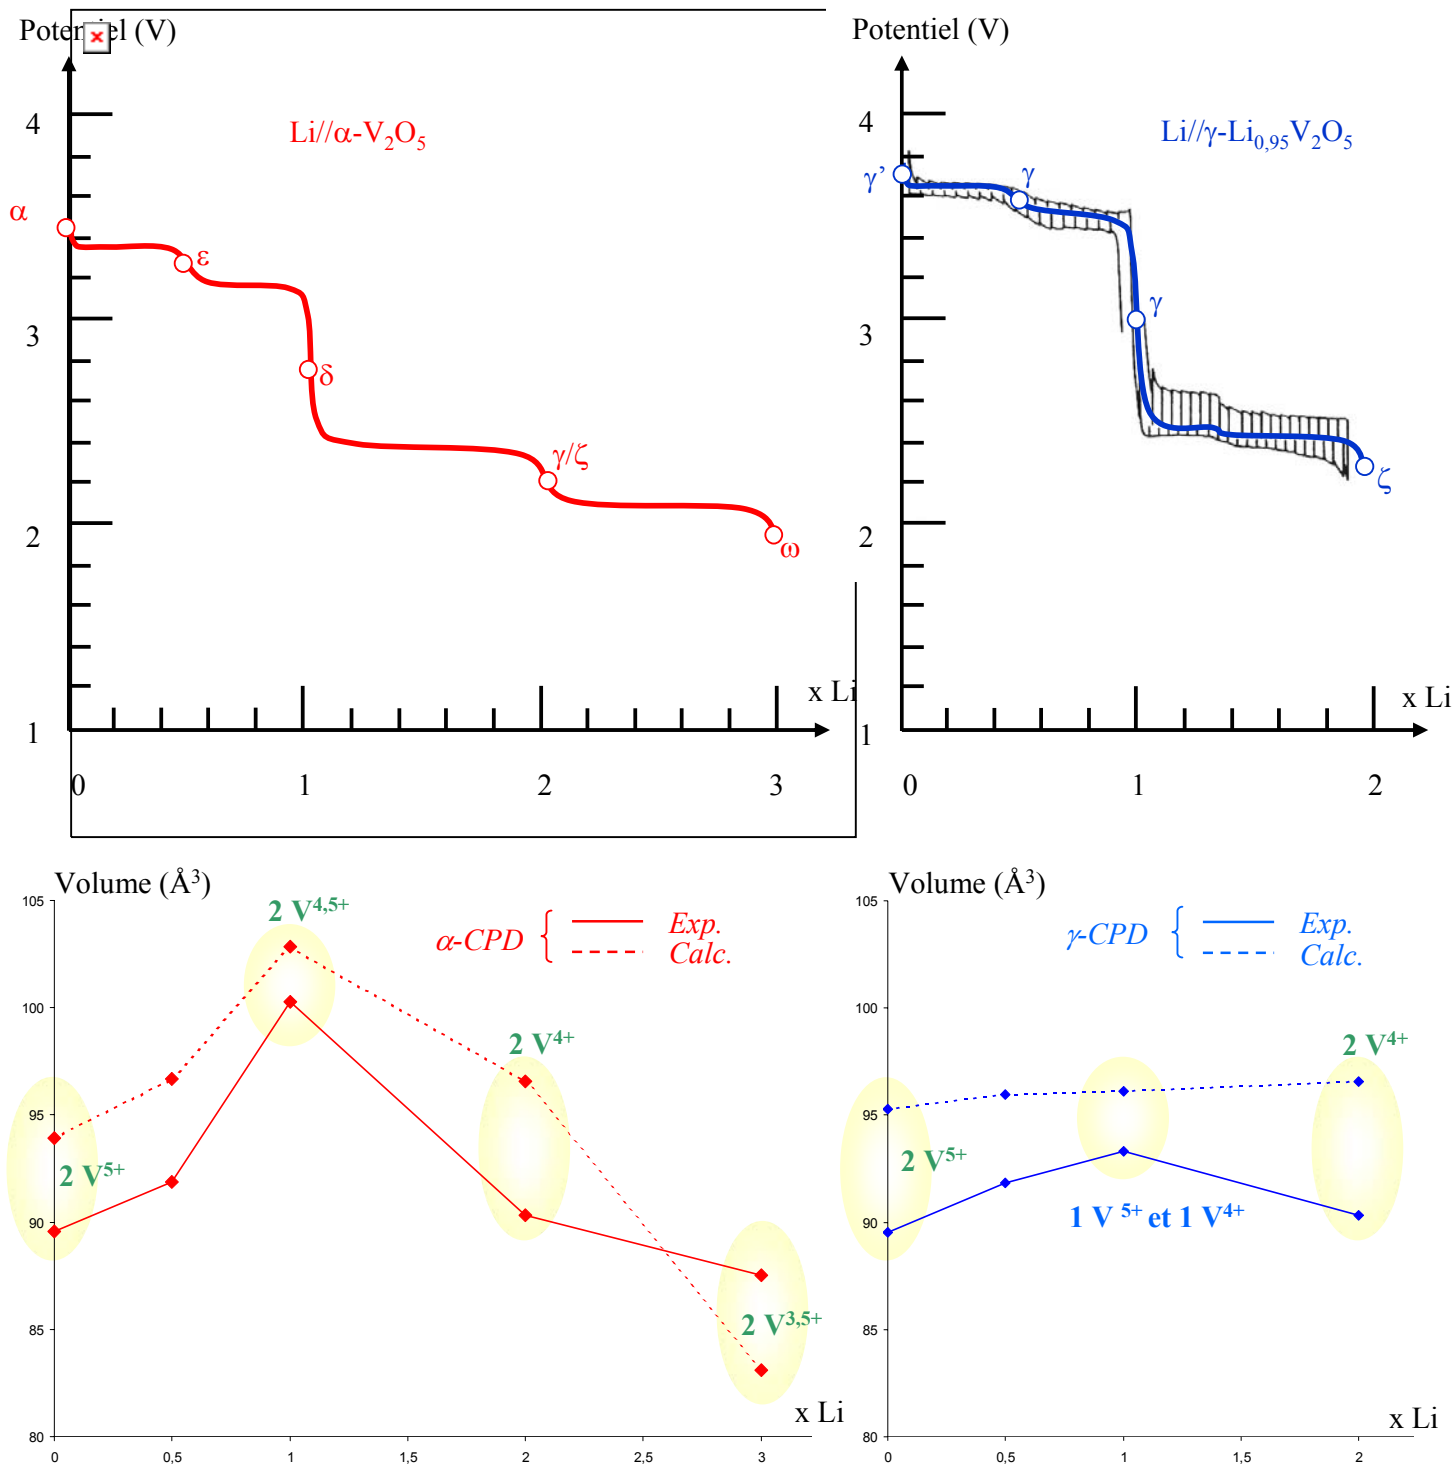 Potentiel (V)
4
3
2
1
Li//α-V₂O₅
α
ε
δ
γ/ζ
ω
x Li
0 1 2 3
Potentiel (V)
4
3
2
1
Li//γ-Li₀,₉₅V₂O₅
γ’
γ
γ
ζ
x Li
0 1 2
Volume (Å³)
105
100
95
90
85
80
2 V⁴,⁵⁺
α-CPD
Exp.
Calc.
2 V⁴⁺
2 V⁵⁺
2 V³,⁵⁺
x Li
0 0,5 1 1,5 2 2,5 3
Volume (Å³)
105
100
95
90
85
80
γ-CPD
Exp.
Calc.
2 V⁴⁺
2 V⁵⁺
1 V ⁵⁺ et 1 V⁴⁺
x Li
0 0,5 1 1,5 2